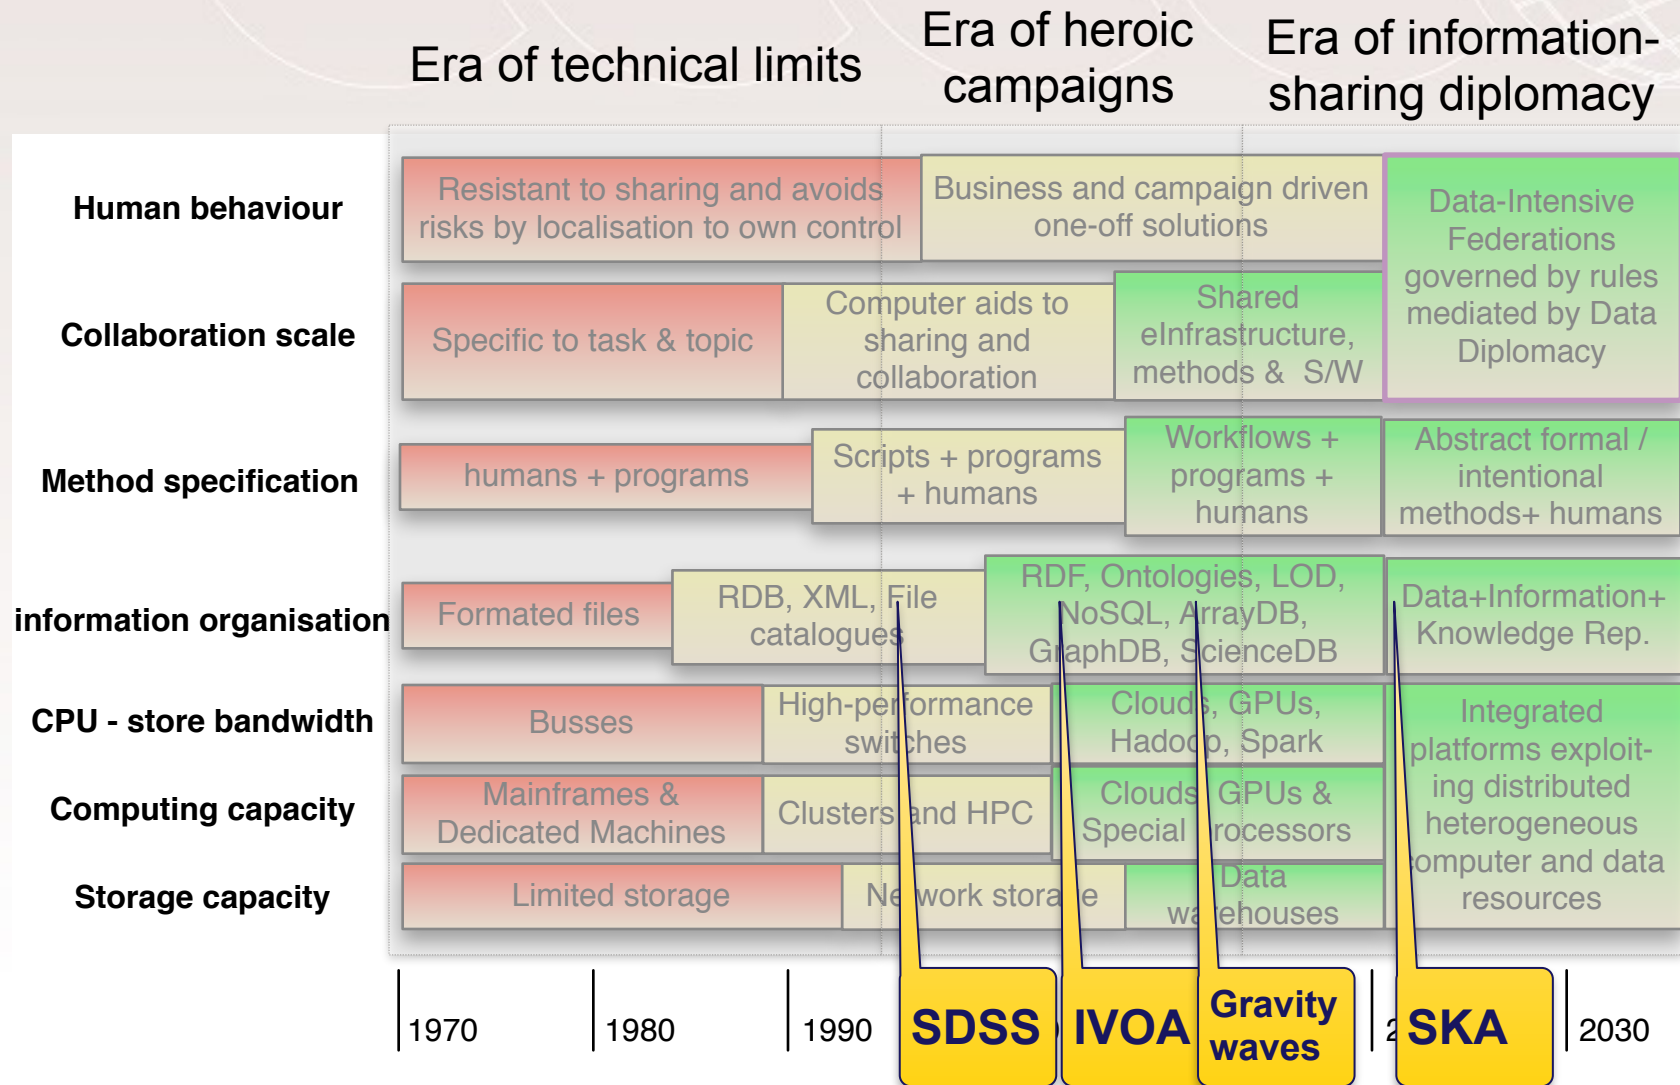 Era of technical limits
Era of heroic
campaigns
Era of information-
sharing diplomacy
Human behaviour
Resistant to sharing and avoids
risks by localisation to own control
Business and campaign driven
one-off solutions
Data-Intensive
Federations
governed by rules
mediated by Data
Diplomacy
Collaboration scale
Specific to task & topic
Computer aids to
sharing and
collaboration
Shared
eInfrastructure,
methods & S/W
Method specification
humans + programs
Scripts + programs
+ humans
Workflows +
programs +
humans
Abstract formal /
intentional
methods+ humans
information organisation
Formated files
RDB, XML, File
catalogues
RDF, Ontologies, LOD,
NoSQL, ArrayDB,
GraphDB, ScienceDB
Data+Information+
Knowledge Rep.
CPU - store bandwidth
Busses
High-performance
switches
Clouds, GPUs,
Hadoop, Spark
Integrated
platforms exploit-
ing distributed
heterogeneous
computer and data
resources
Computing capacity
Mainframes &
Dedicated Machines
Clusters and HPC
Clouds GPUs &
Special Processors
Storage capacity
Limited storage
Network storage
Data
warehouses
1970
1980
1990
SDSS
IVOA
Gravity
waves
SKA
2030